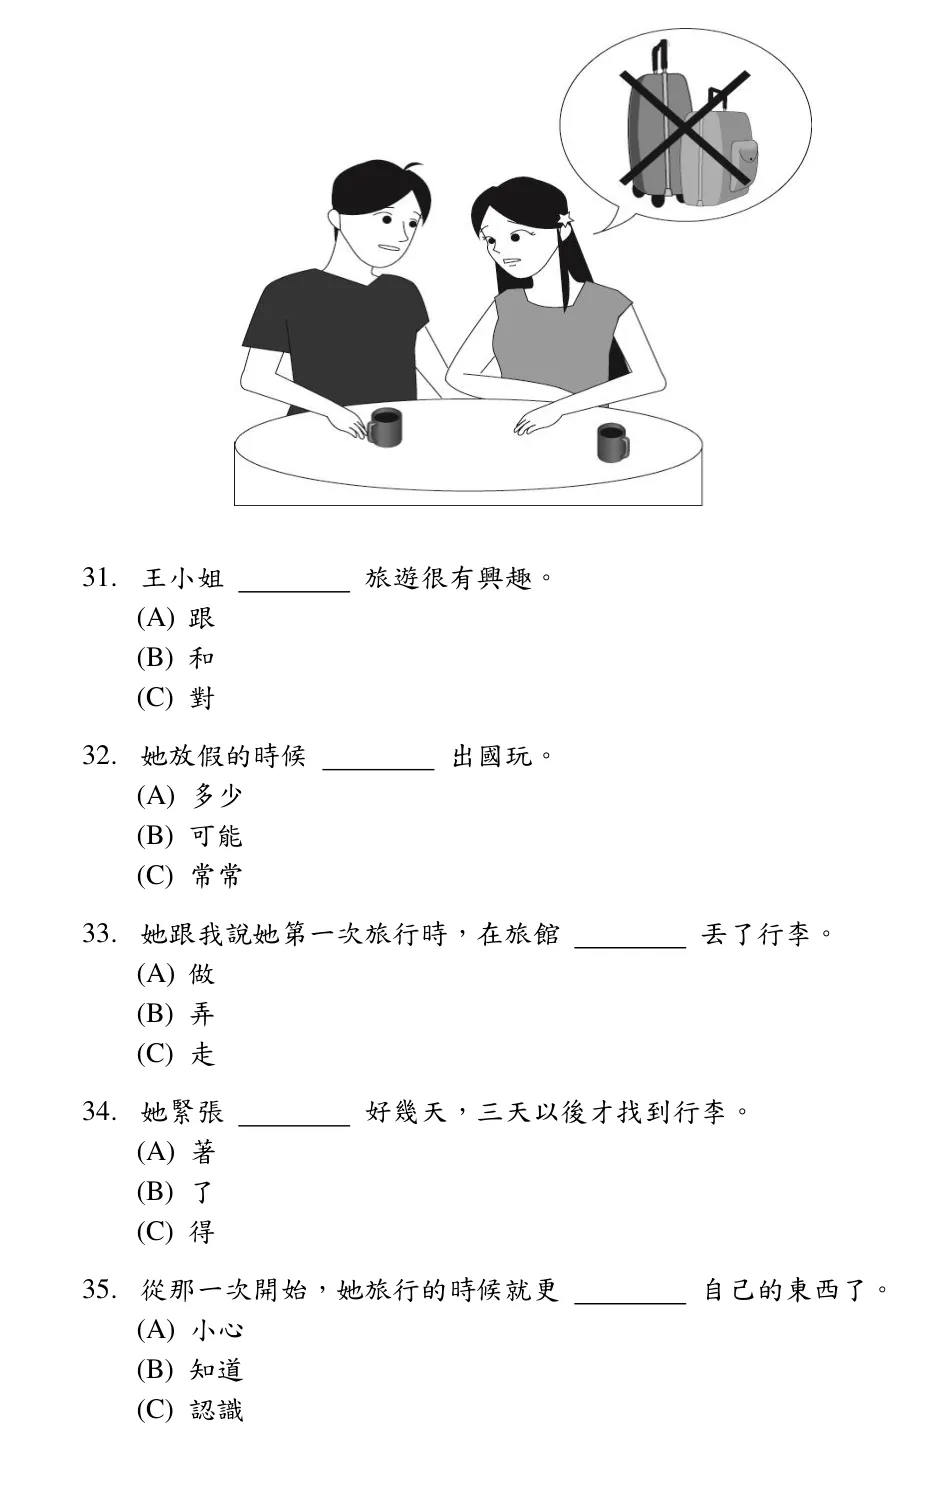 31. 王小姐 ________ 旅遊很有興趣。
(A) 跟
(B) 和
(C) 對
32. 她放假的時候 ________ 出國玩。
(A) 多少
(B) 可能
(C) 常常
33. 她跟我說她第一次旅行時，在旅館 ________ 丟了行李。
(A) 做
(B) 弄
(C) 走
34. 她緊張 ________ 好幾天，三天以後才找到行李。
(A) 著
(B) 了
(C) 得
35. 從那一次開始，她旅行的時候就更 ________ 自己的東西了。
(A) 小心
(B) 知道
(C) 認識